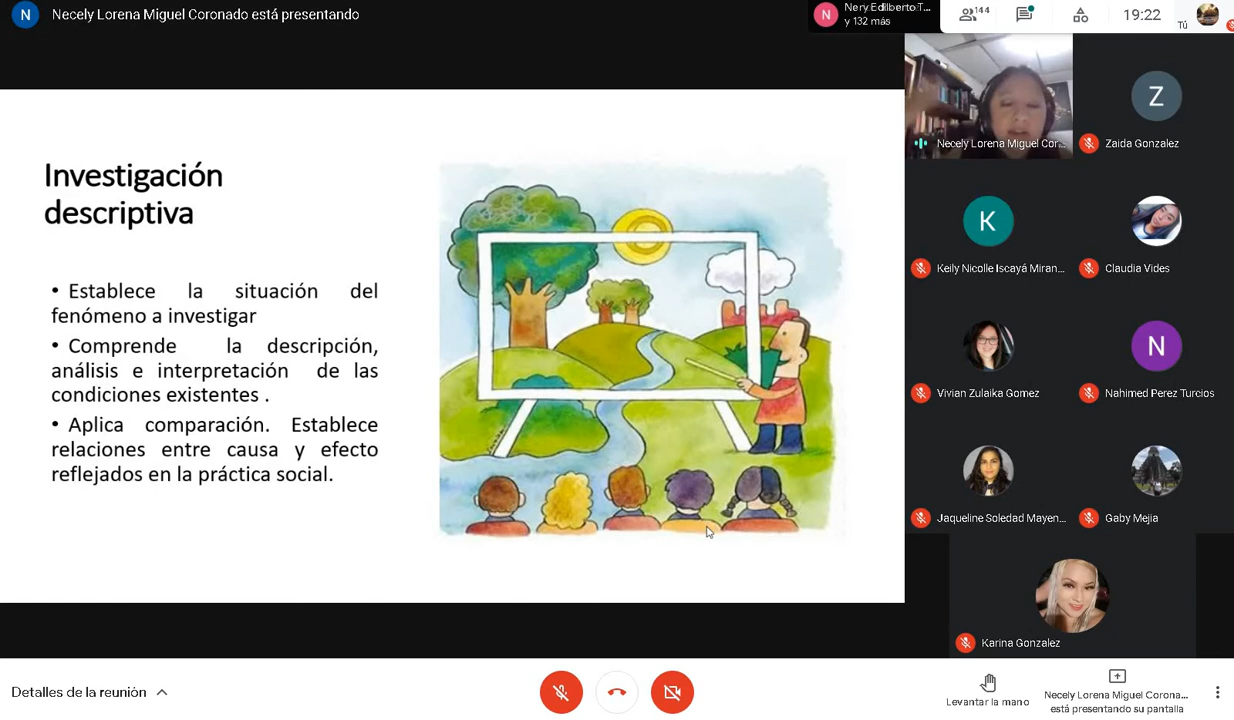 N
Necely Lorena Miguel Coronado está presentando
N
Nery Edilberto T...
y 132 más
144
19:22
Tú
Investigación
descriptiva
• Establece la situación del
fenómeno a investigar
• Comprende la descripción,
análisis e interpretación de las
condiciones existentes .
• Aplica comparación. Establece
relaciones entre causa y efecto
reflejados en la práctica social.
Necely Lorena Miguel Cor...
Z
Zaida Gonzalez
K
Keily Nicolle Iscayá Miran...
Claudia Vides
Vivian Zulaika Gomez
N
Nahimed Perez Turcios
Jaqueline Soledad Mayen...
Gaby Mejia
Karina Gonzalez
Detalles de la reunión
Levantar la mano
Necely Lorena Miguel Corona...
está presentando su pantalla